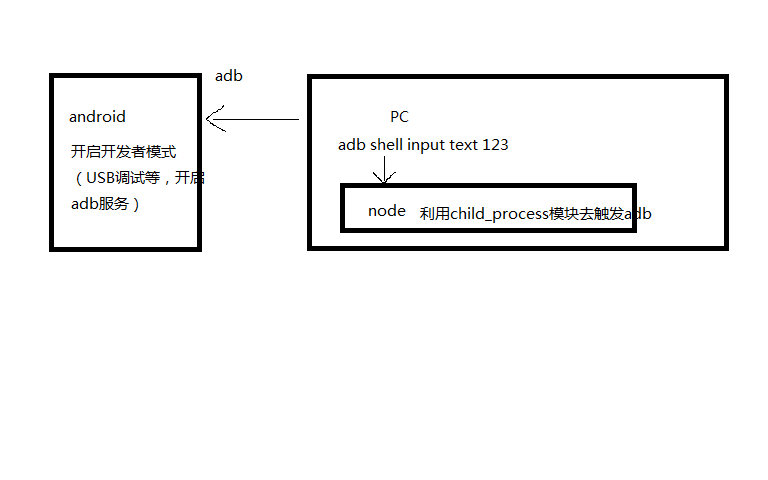 adb
android
开启开发者模式
（USB调试等，开启
adb服务）
PC
adb shell input text 123
node 利用child_process模块去触发adb